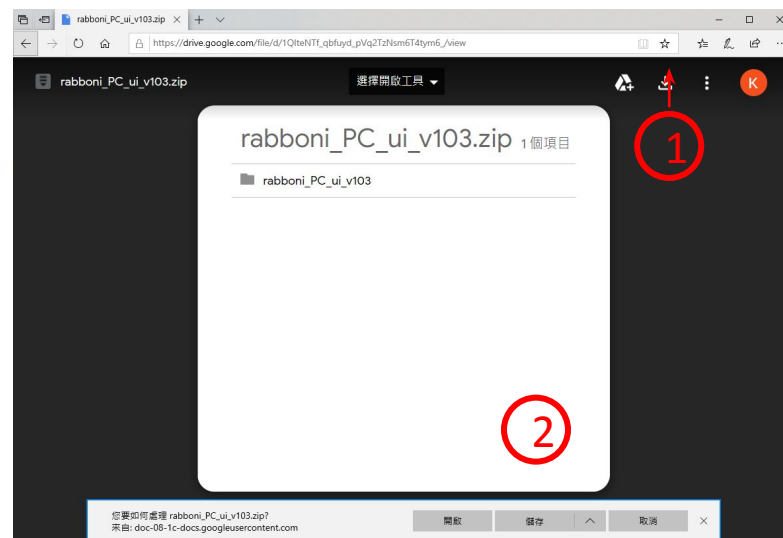 rabboni_PC_ui_v103.zip
https://drive.google.com/file/d/1QIteNTf_qbfuyd_pVq2TzNsm6T4tym6_/view
rabboni_PC_ui_v103.zip
選擇開啟工具
K
1
rabboni_PC_ui_v103.zip 1 個項目
rabboni_PC_ui_v103
2
您要如何處理 rabboni_PC_ui_v103.zip?
來自: doc-08-1c-docs.googleusercontent.com
開啟
儲存
取消